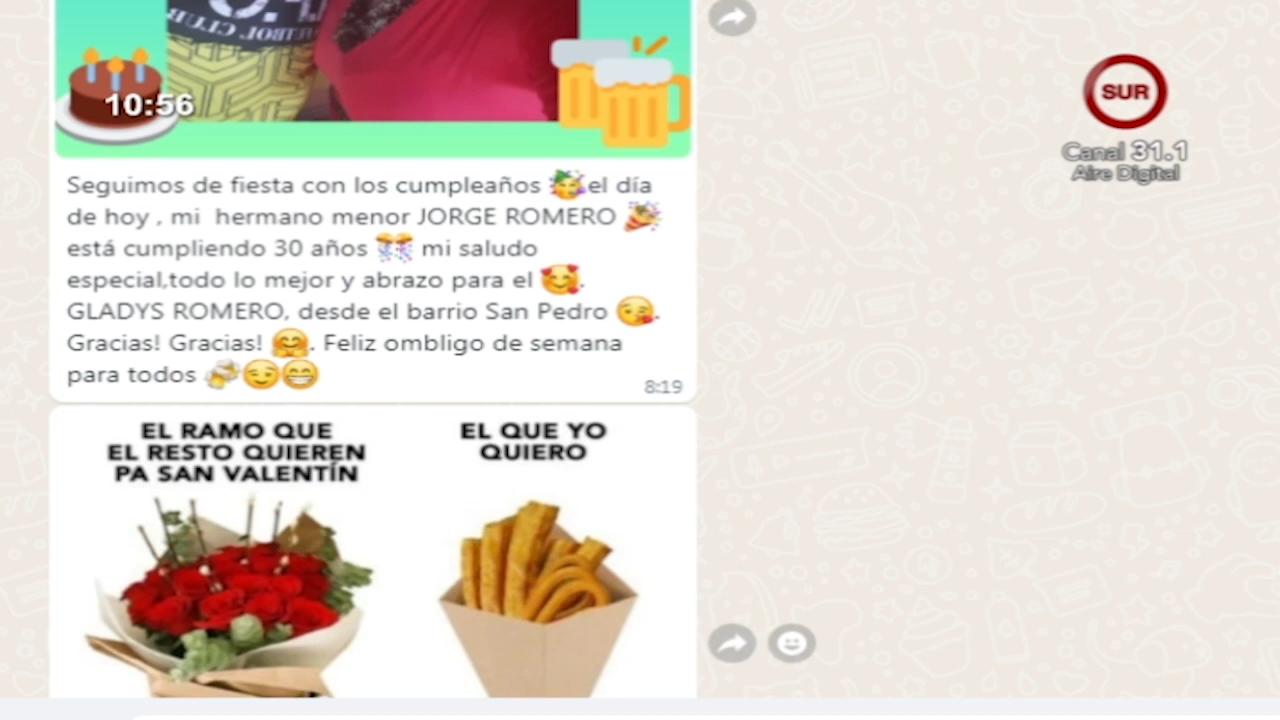 10:56
SUR
Canal 31.1
Aire Digital
Seguimos de fiesta con los cumpleaños 🥳el día
de hoy , mi hermano menor JORGE ROMERO 🎉
está cumpliendo 30 años 🎊 mi saludo
especial,todo lo mejor y abrazo para el 🥰.
GLADYS ROMERO, desde el barrio San Pedro 😘.
Gracias! Gracias! 🤗. Feliz ombligo de semana
para todos 🍻😉😁
8:19
EL RAMO QUE
EL RESTO QUIEREN
PA SAN VALENTÍN
EL QUE YO
QUIERO